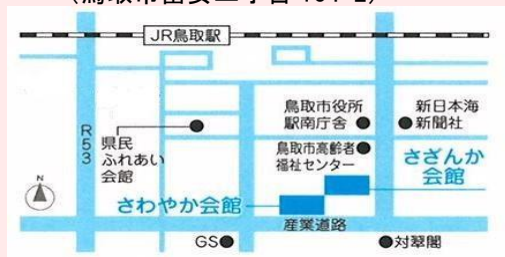 JR鳥取駅
鳥取市役所
駅南庁舎
新日本海
新聞社
R53
県民
ふれあい
会館
鳥取市高齢者
福祉センター
さざんか
会館
N
さわやか会館
産業道路
GS
対翠閣